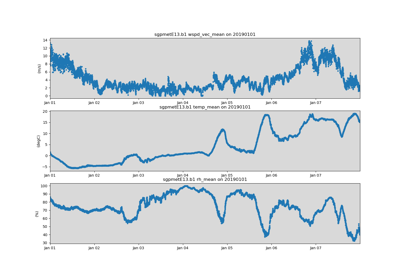 sgpmetE13.b1 wspd_vec_mean on 20190101
14
12
10
8
6
4
2
0
(m/s)
Jan 01 Jan 02 Jan 03 Jan 04 Jan 05 Jan 06 Jan 07
sgpmetE13.b1 temp_mean on 20190101
20
15
10
5
0
−5
(degC)
Jan 01 Jan 02 Jan 03 Jan 04 Jan 05 Jan 06 Jan 07
sgpmetE13.b1 rh_mean on 20190101
100
90
80
70
60
50
40
30
(%)
Jan 01 Jan 02 Jan 03 Jan 04 Jan 05 Jan 06 Jan 07